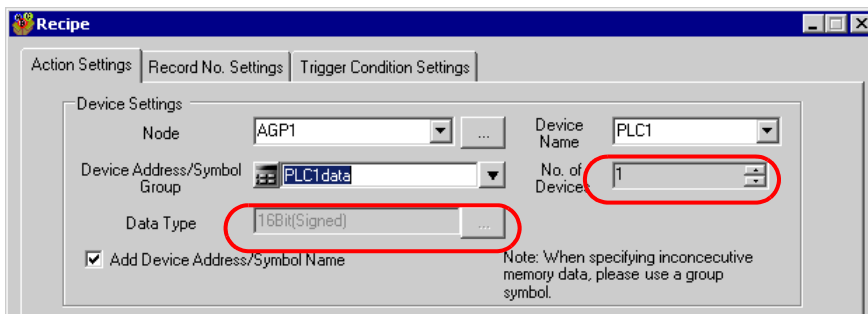 Recipe
Action Settings
Record No. Settings
Trigger Condition Settings
Device Settings
Node
AGP1
...
Device
Name
PLC1
Device Address/Symbol
Group
PLC1data
No. of
Devices
1
Data Type
16Bit(Signed)
...
Add Device Address/Symbol Name
Note: When specifying inconcecutive
memory data, please use a group
symbol.